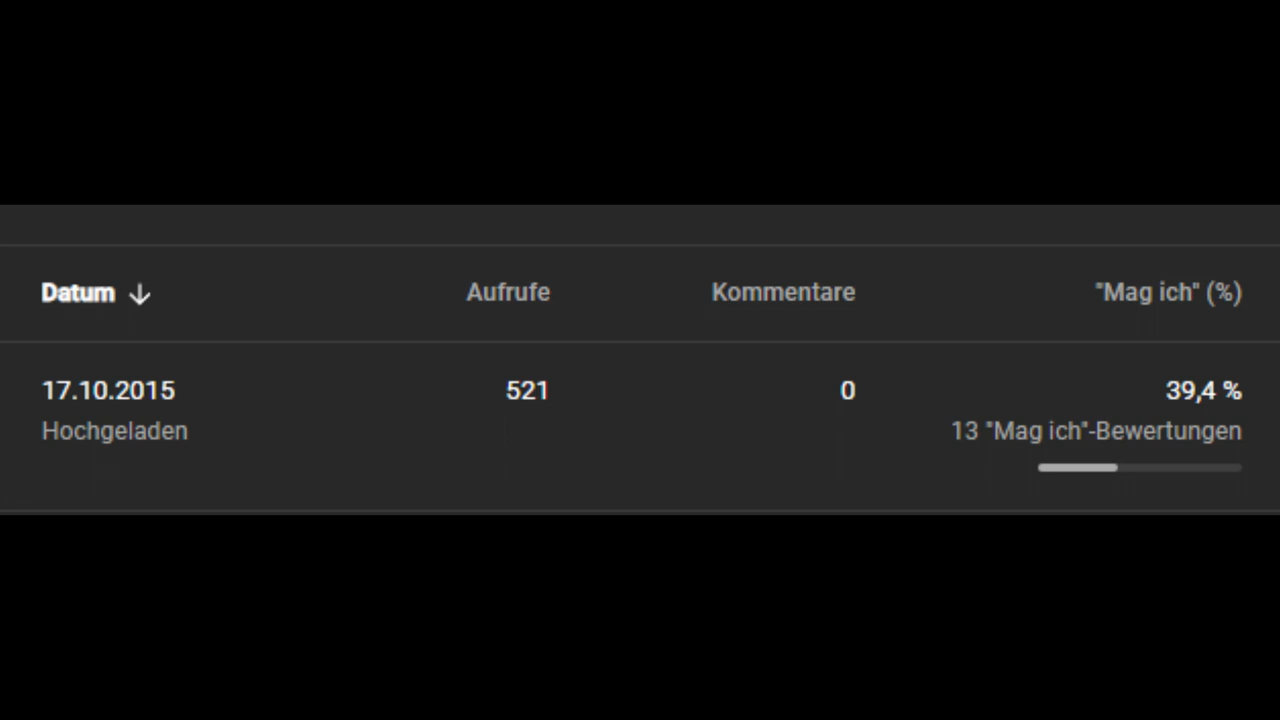 Datum ↓ Aufrufe Kommentare "Mag ich" (%)
17.10.2015 521 0 39,4 %
Hochgeladen 13 "Mag ich"-Bewertungen